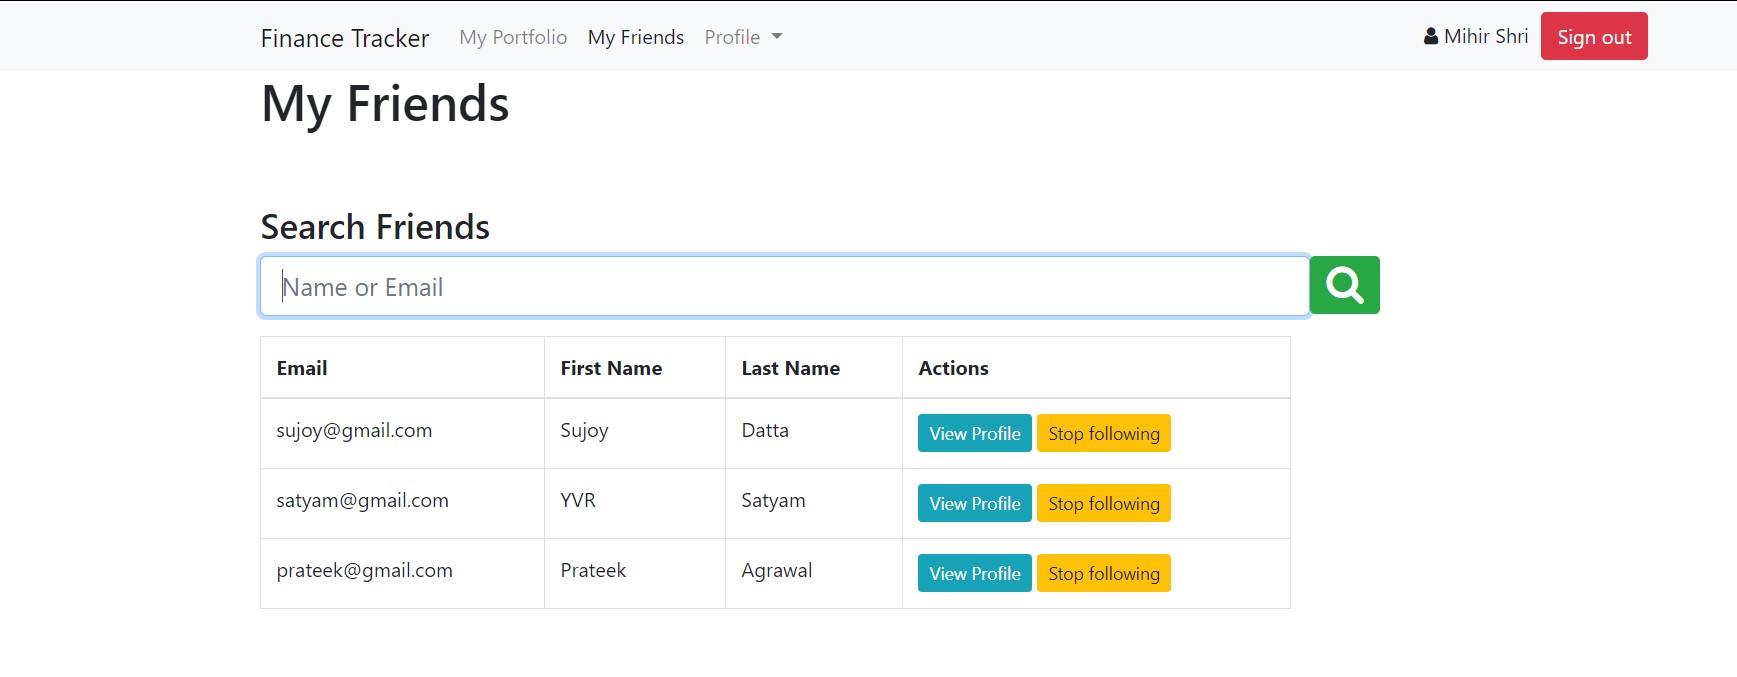 Finance Tracker My Portfolio My Friends Profile Mihir Shri Sign out
My Friends
Search Friends
Name or Email
Email First Name Last Name Actions
sujoy@gmail.com Sujoy Datta View Profile Stop following
satyam@gmail.com YVR Satyam View Profile Stop following
prateek@gmail.com Prateek Agrawal View Profile Stop following